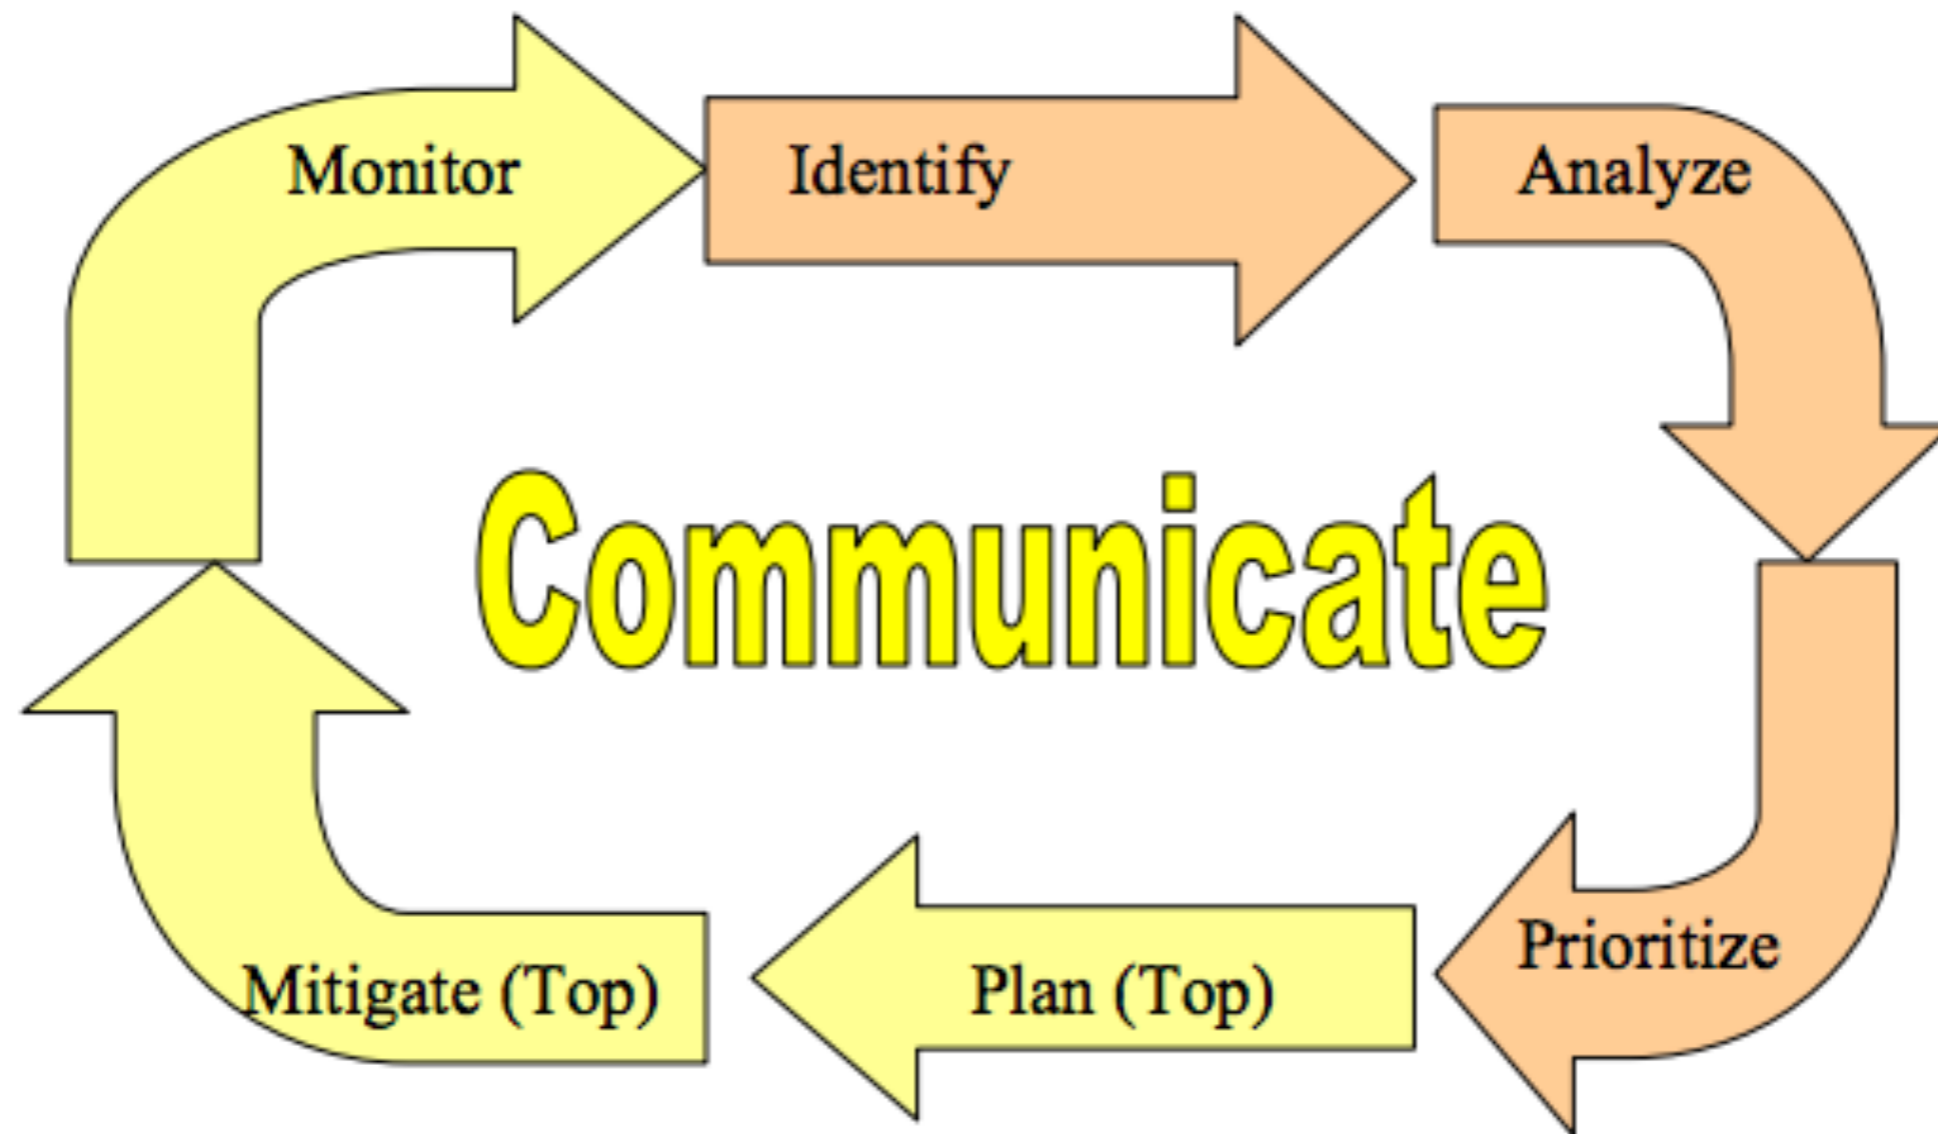 Monitor
Identify
Analyze
Communicate
Prioritize
Plan (Top)
Mitigate (Top)